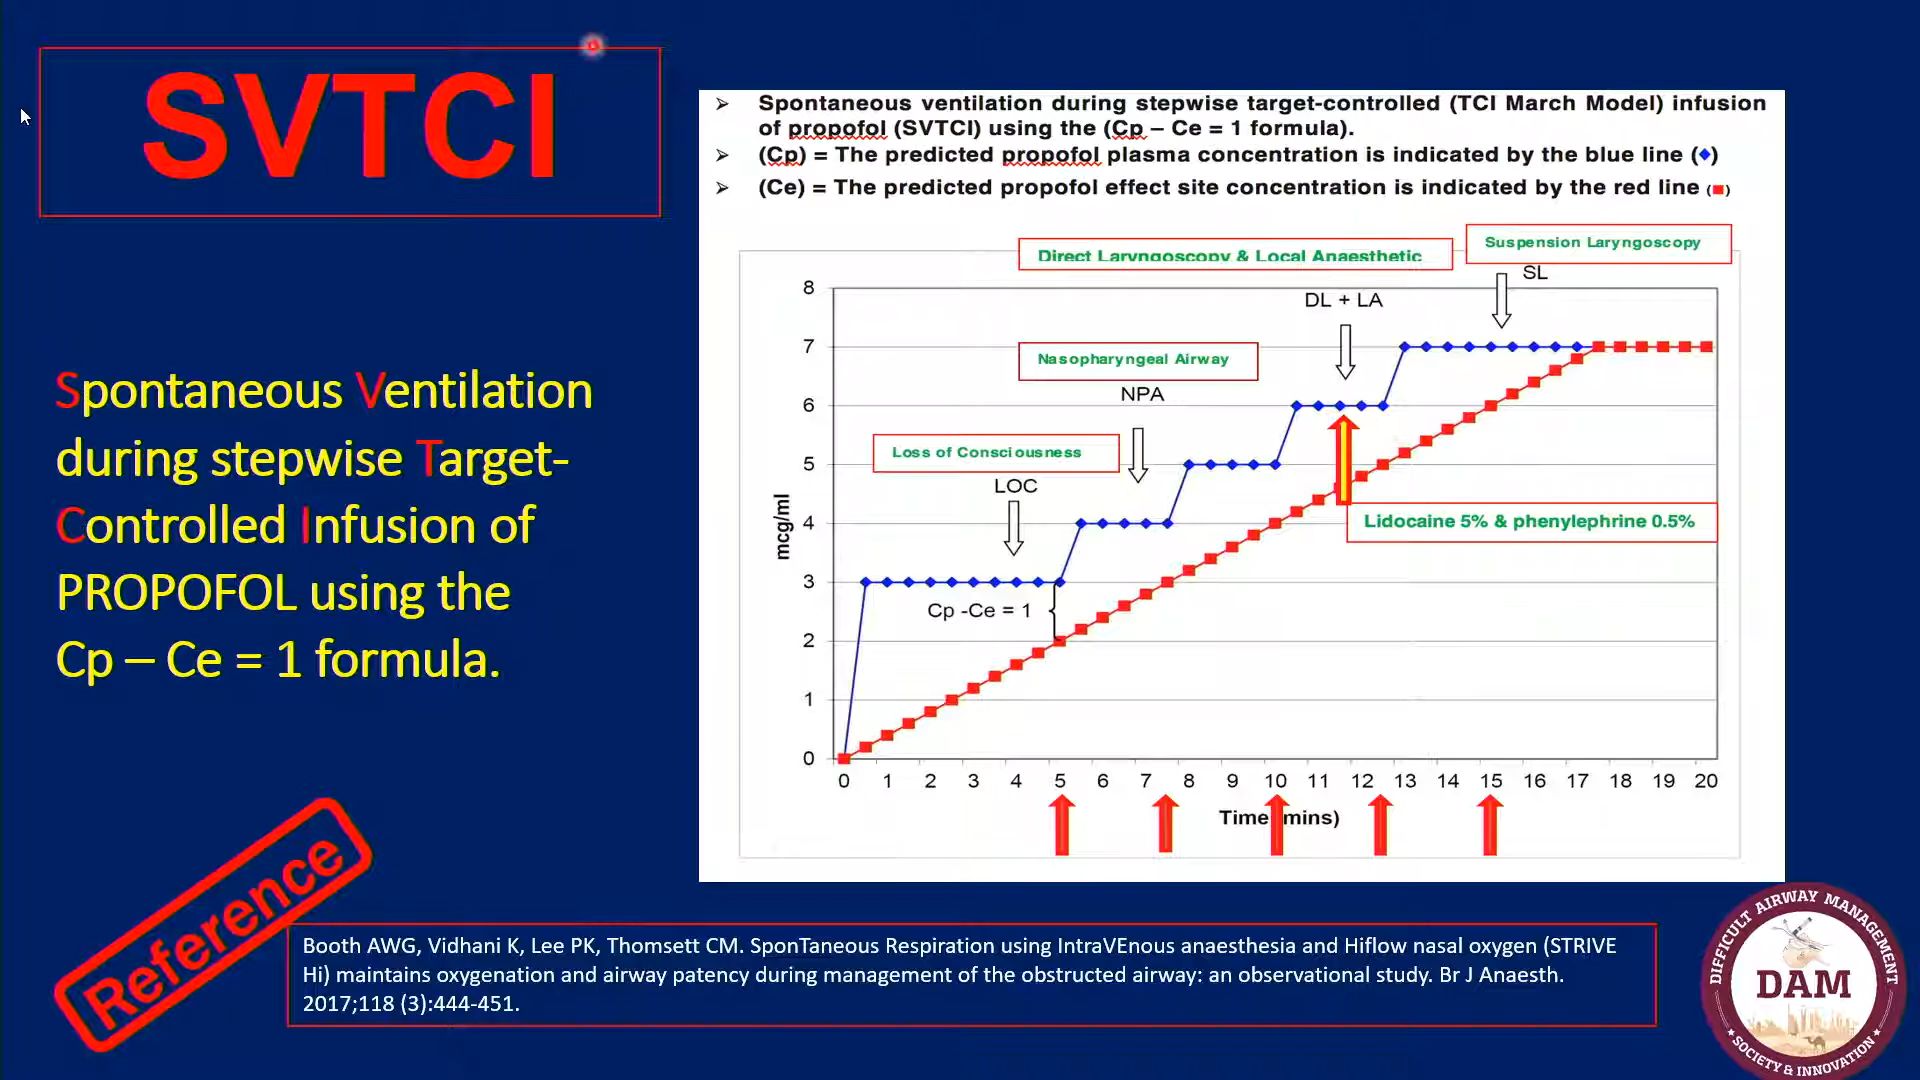 SVTCI
Spontaneous Ventilation
during stepwise Target-
Controlled Infusion of
PROPOFOL using the
Cp – Ce = 1 formula.
➢ Spontaneous ventilation during stepwise target-controlled (TCI March Model) infusion
of propofol (SVTCI) using the (Cp – Ce = 1 formula).
➢ (Cp) = The predicted propofol plasma concentration is indicated by the blue line (◆)
➢ (Ce) = The predicted propofol effect site concentration is indicated by the red line (■)
Direct Laryngoscopy & Local Anaesthetic
Suspension Laryngoscopy
SL
DL + LA
Nasopharyngeal Airway
NPA
Loss of Consciousness
LOC
Lidocaine 5% & phenylephrine 0.5%
Cp -Ce = 1
mcg/ml
8
7
6
5
4
3
2
1
0
0 1 2 3 4 5 6 7 8 9 10 11 12 13 14 15 16 17 18 19 20
Time (mins)
Reference
Booth AWG, Vidhani K, Lee PK, Thomsett CM. SponTaneous Respiration using IntraVEnous anaesthesia and Hiflow nasal oxygen (STRIVE
Hi) maintains oxygenation and airway patency during management of the obstructed airway: an observational study. Br J Anaesth.
2017;118 (3):444-451.
DIFFICULT AIRWAY MANAGEMENT
DAM
SOCIETY & INNOVATION